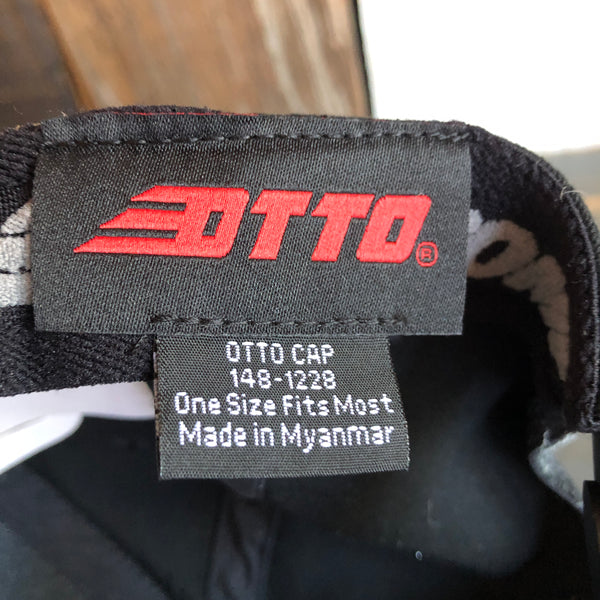 OTTO®
OTTO CAP
148-1228
One Size Fits Most
Made in Myanmar